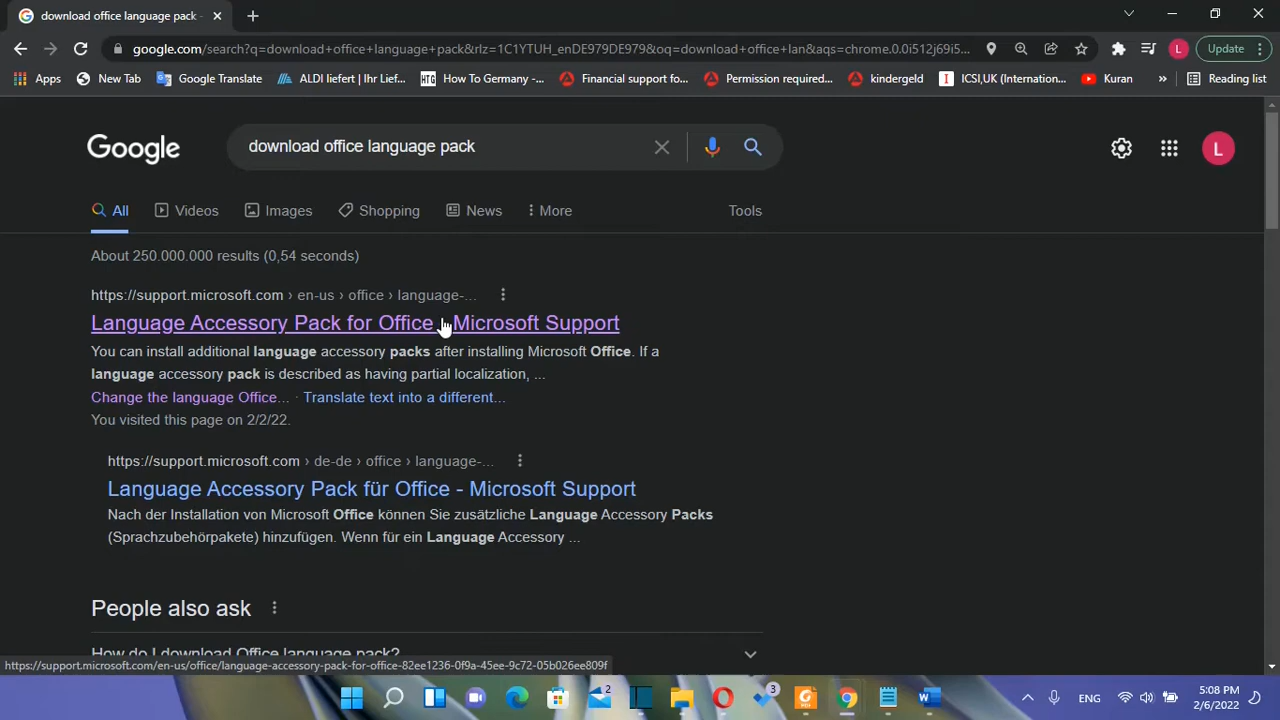 download office language pack -
google.com/search?q=download+office+language+pack&rlz=1C1YTUH_enDE979DE979&oq=download+office+lan&aqs=chrome.0.0i512j69i5...
Update
Apps
New Tab
Google Translate
ALDI liefert | Ihr Lief...
HTG How To Germany -...
Financial support fo...
Permission required...
kindergeld
ICSI,UK (Internation...
Kuran
»
Reading list
Google
download office language pack
L
All
Videos
Images
Shopping
News
More
Tools
About 250.000.000 results (0,54 seconds)
https://support.microsoft.com › en-us › office › language-...
Language Accessory Pack for Office - Microsoft Support
You can install additional language accessory packs after installing Microsoft Office. If a
language accessory pack is described as having partial localization, ...
Change the language Office... · Translate text into a different...
You visited this page on 2/2/22.
https://support.microsoft.com › de-de › office › language-...
Language Accessory Pack für Office - Microsoft Support
Nach der Installation von Microsoft Office können Sie zusätzliche Language Accessory Packs
(Sprachzubehörpakete) hinzufügen. Wenn für ein Language Accessory ...
People also ask
How do I download Office language pack?
https://support.microsoft.com/en-us/office/language-accessory-pack-for-office-82ee1236-0f9a-45ee-9c72-05b026ee809f
2
3
ENG
5:08 PM
2/6/2022